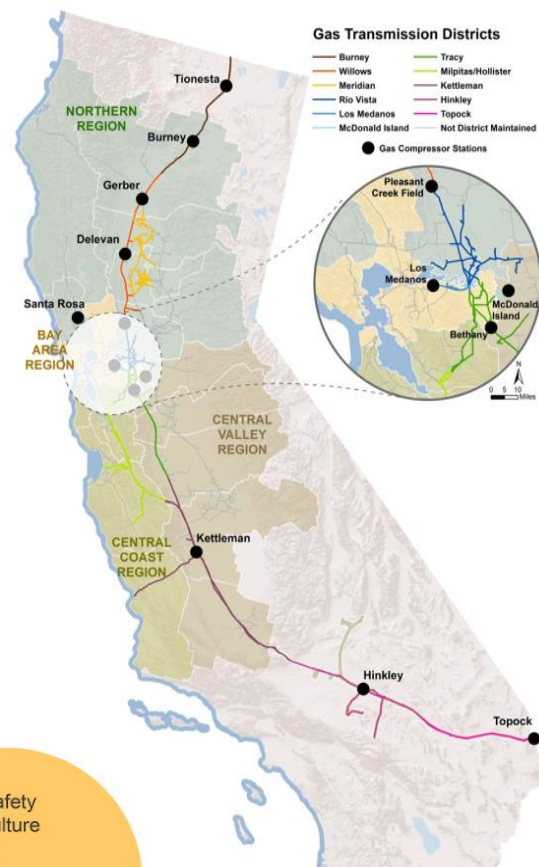 Gas Transmission Districts
Burney
Willows
Meridian
Rio Vista
Los Medanos
McDonald Island
Tracy
Milpitas/Hollister
Kettleman
Hinkley
Topock
Not District Maintained
Gas Compressor Stations
Tionesta
NORTHERN
REGION
Burney
Gerber
Delevan
Santa Rosa
BAY
AREA
REGION
Pleasant
Creek Field
Los
Medanos
McDonald
Island
Bethany
N
0 5 10
Miles
CENTRAL
VALLEY
REGION
CENTRAL
COAST
REGION
Kettleman
Hinkley
Topock
afety
lture